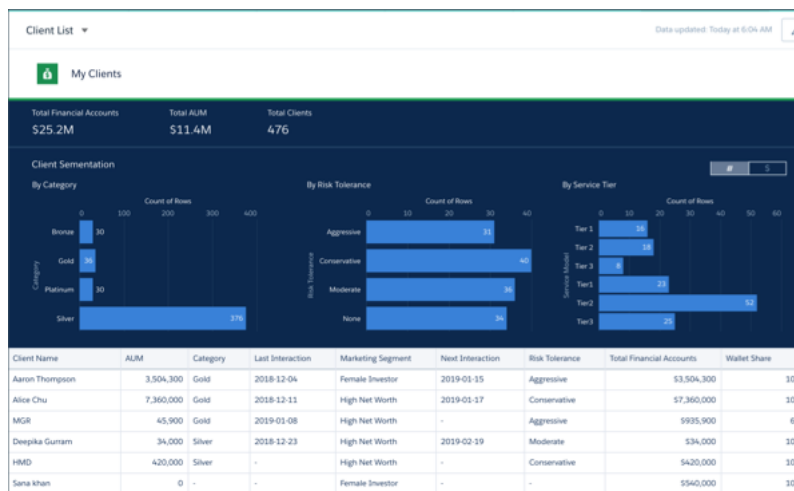 Client List
Data updated: Today at 6:04 AM
My Clients
Total Financial Accounts Total AUM Total Clients
$25.2M $11.4M 476
Client Sementation
# $
By Category By Risk Tolerance By Service Tier
Count of Rows Count of Rows Count of Rows
0 100 200 300 400 0 10 20 30 40 0 10 20 30 40 50 60
Category
Bronze 30
Gold 36
Platinum 30
Silver 376
Risk Tolerance
Aggressive 31
Conservative 40
Moderate 36
None 34
Service Model
Tier 1 16
Tier 2 18
Tier 3 8
Tier1 23
Tier2 52
Tier3 25
Client Name AUM Category Last Interaction Marketing Segment Next Interaction Risk Tolerance Total Financial Accounts Wallet Share
Aaron Thompson 3,504,300 Gold 2018-12-04 Female Investor 2019-01-15 Aggressive $3,504,300 10
Alice Chu 7,360,000 Gold 2018-12-11 High Net Worth 2019-01-17 Conservative $7,360,000 10
MGR 45,900 Gold 2019-01-08 High Net Worth - Aggressive $935,900 6
Deepika Gurram 34,000 Silver 2018-12-23 High Net Worth 2019-02-19 Moderate $34,000 10
HMD 420,000 Silver - High Net Worth - Conservative $420,000 10
Sana khan 0 - - Female Investor - - $540,000 10